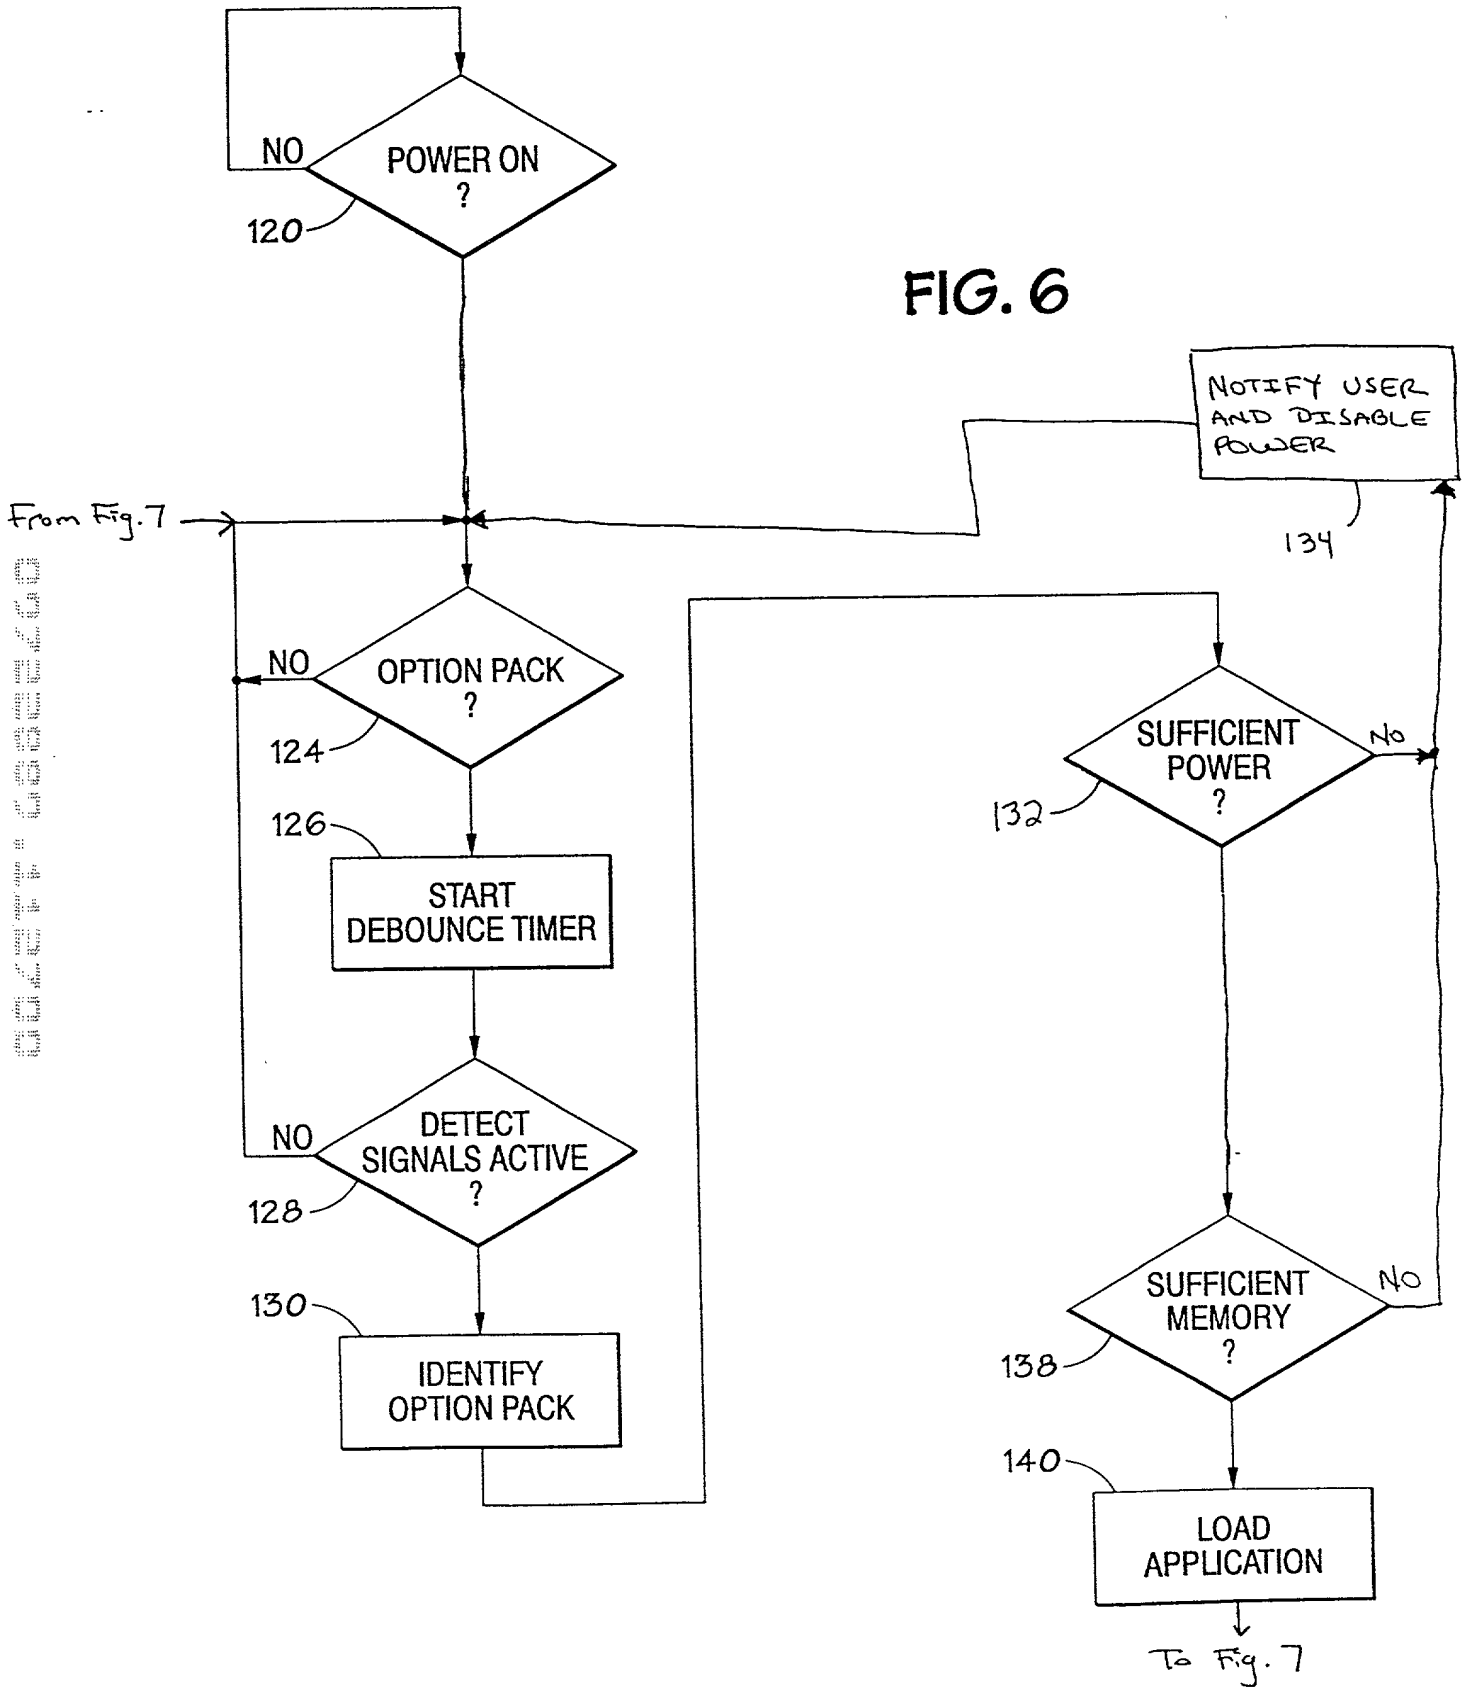 NO
POWER ON
?
120
FIG. 6
NOTIFY USER
AND DISABLE
POWER
134
From Fig. 7
NO
OPTION PACK
?
124
126
START
DEBOUNCE TIMER
NO
DETECT
SIGNALS ACTIVE
?
128
130
IDENTIFY
OPTION PACK
SUFFICIENT
POWER
?
No
132
SUFFICIENT
MEMORY
?
NO
138
140
LOAD
APPLICATION
To Fig. 7